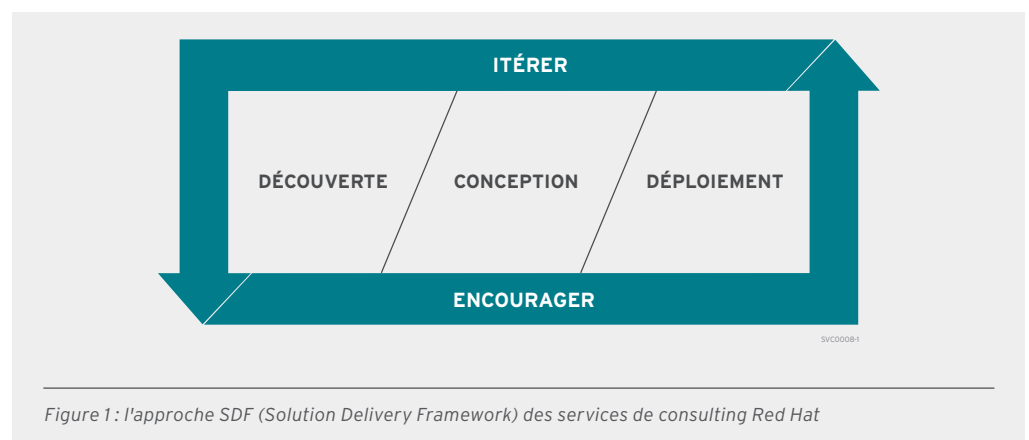 ITÉRER
DÉCOUVERTE
CONCEPTION
DÉPLOIEMENT
ENCOURAGER
SVC0008-1
Figure 1 : l'approche SDF (Solution Delivery Framework) des services de consulting Red Hat